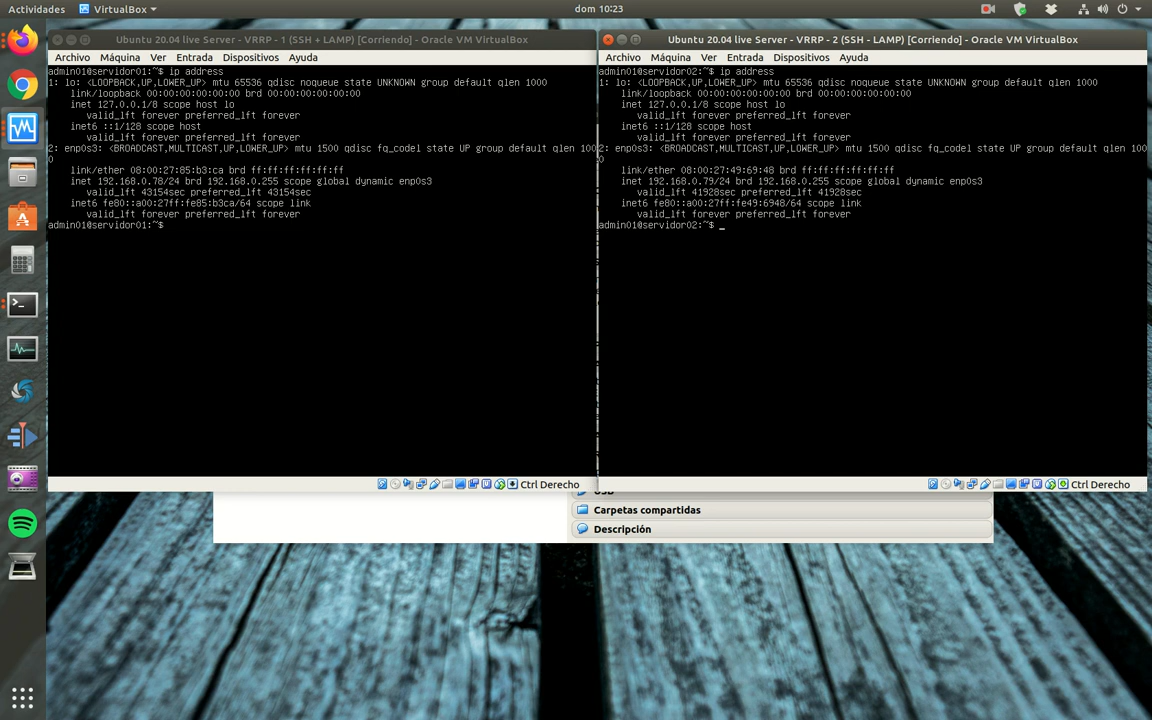 Actividades VirtualBox dom 10:23
Ubuntu 20.04 live Server - VRRP - 1 (SSH + LAMP) [Corriendo] - Oracle VM VirtualBox
Archivo Máquina Ver Entrada Dispositivos Ayuda
admin01@servidor01:~$ ip address
1: lo: <LOOPBACK,UP,LOWER_UP> mtu 65536 qdisc noqueue state UNKNOWN group default qlen 1000
link/loopback 00:00:00:00:00:00 brd 00:00:00:00:00:00
inet 127.0.0.1/8 scope host lo
valid_lft forever preferred_lft forever
inet6 ::1/128 scope host
valid_lft forever preferred_lft forever
2: enp0s3: <BROADCAST,MULTICAST,UP,LOWER_UP> mtu 1500 qdisc fq_codel state UP group default qlen 100
0
link/ether 08:00:27:85:b3:ca brd ff:ff:ff:ff:ff:ff
inet 192.168.0.78/24 brd 192.168.0.255 scope global dynamic enp0s3
valid_lft 43154sec preferred_lft 43154sec
inet6 fe80::a00:27ff:fe85:b3ca/64 scope link
valid_lft forever preferred_lft forever
admin01@servidor01:~$
Ctrl Derecho
Ubuntu 20.04 live Server - VRRP - 2 (SSH - LAMP) [Corriendo] - Oracle VM VirtualBox
Archivo Máquina Ver Entrada Dispositivos Ayuda
admin01@servidor02:~$ ip address
1: lo: <LOOPBACK,UP,LOWER_UP> mtu 65536 qdisc noqueue state UNKNOWN group default qlen 1000
link/loopback 00:00:00:00:00:00 brd 00:00:00:00:00:00
inet 127.0.0.1/8 scope host lo
valid_lft forever preferred_lft forever
inet6 ::1/128 scope host
valid_lft forever preferred_lft forever
2: enp0s3: <BROADCAST,MULTICAST,UP,LOWER_UP> mtu 1500 qdisc fq_codel state UP group default qlen 100
0
link/ether 08:00:27:49:69:48 brd ff:ff:ff:ff:ff:ff
inet 192.168.0.79/24 brd 192.168.0.255 scope global dynamic enp0s3
valid_lft 41928sec preferred_lft 41928sec
inet6 fe80::a00:27ff:fe49:6948/64 scope link
valid_lft forever preferred_lft forever
admin01@servidor02:~$ _
Ctrl Derecho
USB
Carpetas compartidas
Descripción